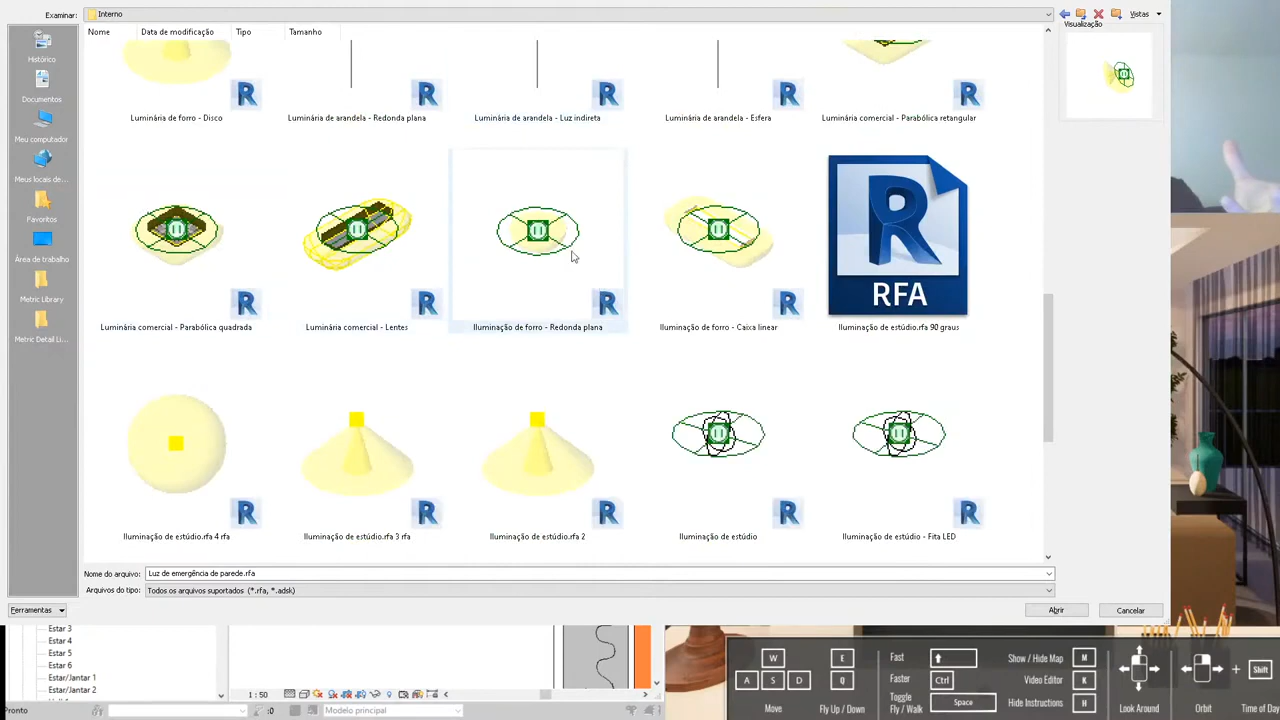 Examinar: Interno Vistas
Nome Data de modificação Tipo Tamanho Visualização
Histórico
Documentos
Meu computador
Meus locais de...
Favoritos
Área de trabalho
Metric Library
Metric Detail Li...
Luminária de forro - Disco Luminária de arandela - Redonda plana Luminária de arandela - Luz indireta Luminária de arandela - Esfera Luminária comercial - Parabólica retangular
RFA
Luminária comercial - Parabólica quadrada Luminária comercial - Lentes Iluminação de forro - Redonda plana Iluminação de forro - Caixa linear Iluminação de estúdio.rfa 90 graus
Iluminação de estúdio.rfa 4 rfa Iluminação de estúdio.rfa 3 rfa Iluminação de estúdio.rfa 2 Iluminação de estúdio Iluminação de estúdio - Fita LED
Nome do arquivo: Luz de emergência de parede.rfa
Arquivos do tipo: Todos os arquivos suportados (*.rfa, *.adsk)
Ferramentas Abrir Cancelar
Estar 3
Estar 4
Estar 5
Estar 6
Estar/Jantar 1
Estar/Jantar 2
1 : 50
Pronto :0 Modelo principal
W E Fast Show / Hide Map M
A S D Q Faster Ctrl Video Editor K + Shift
Toggle
Fly / Walk Space Hide Instructions H
Move Fly Up / Down Look Around Orbit Time of Day